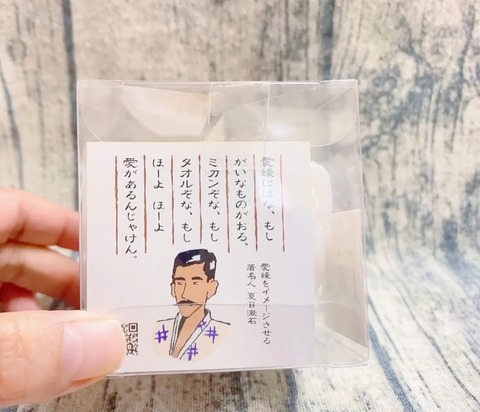 愛媛にはな、もし
がいなものがおる。
ミカンぞな、もし
タオルぞな、もし
ほーよ ほーよ
愛があるんじゃけん。
愛媛をイメージさせる
著名人 夏目漱石